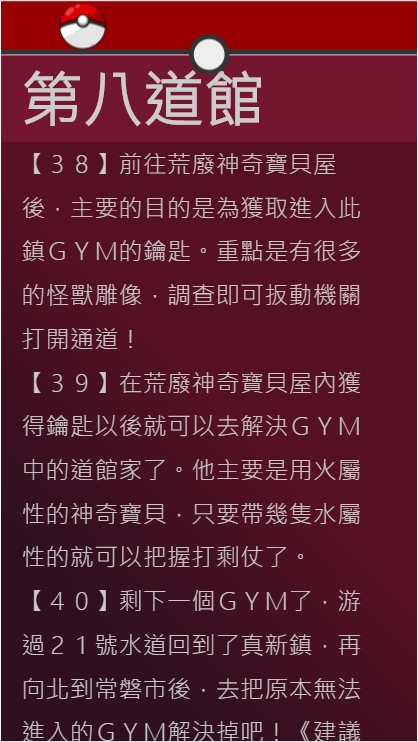 第八道館
【３８】前往荒廢神奇寶貝屋
後，主要的目的是為獲取進入此
鎮ＧＹＭ的鑰匙。重點是有很多
的怪獸雕像，調查即可扳動機關
打開通道！
【３９】在荒廢神奇寶貝屋內獲
得鑰匙以後就可以去解決ＧＹＭ
中的道館家了。他主要是用火屬
性的神奇寶貝，只要帶幾隻水屬
性的就可以把握打剩仗了。
【４０】剩下一個ＧＹＭ了，游
過２１號水道回到了真新鎮，再
向北到常磐市後，去把原本無法
進入的ＧＹＭ解決掉吧！《建議